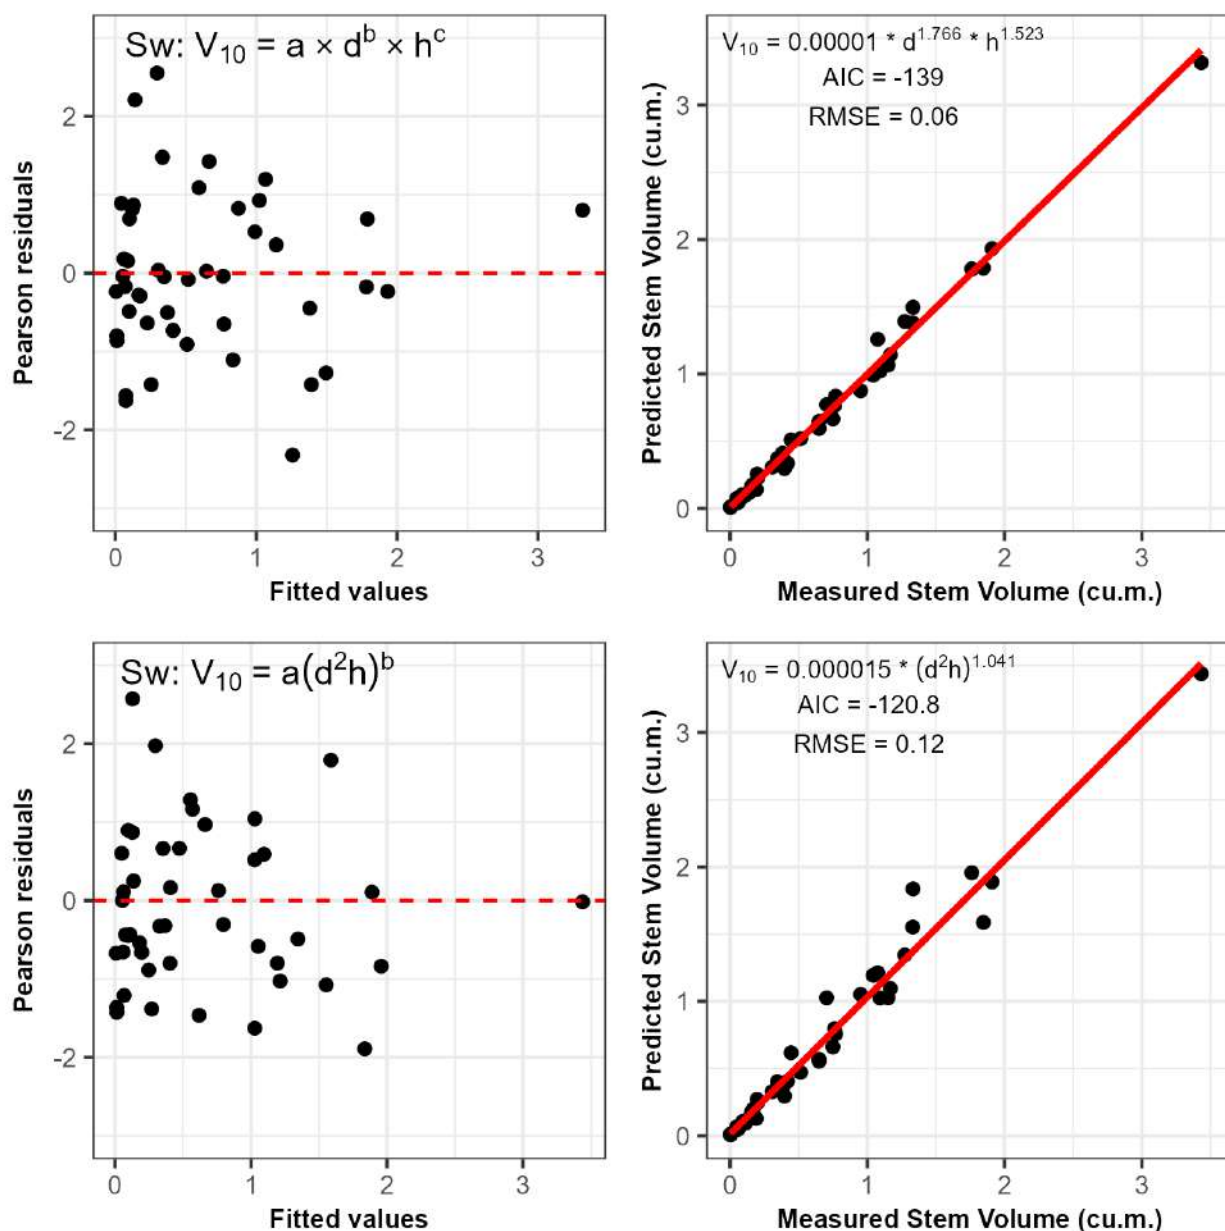 Sw: V₁₀ = a × dᵇ × hᶜ
2
0
-2
Pearson residuals
0 1 2 3
Fitted values
V₁₀ = 0.00001 * d¹·⁷⁶⁶ * h¹·⁵²³
AIC = -139
RMSE = 0.06
3
2
1
0
Predicted Stem Volume (cu.m.)
0 1 2 3
Measured Stem Volume (cu.m.)
Sw: V₁₀ = a(d²h)ᵇ
2
0
-2
Pearson residuals
0 1 2 3
Fitted values
V₁₀ = 0.000015 * (d²h)¹·⁰⁴¹
AIC = -120.8
RMSE = 0.12
3
2
1
0
Predicted Stem Volume (cu.m.)
0 1 2 3
Measured Stem Volume (cu.m.)